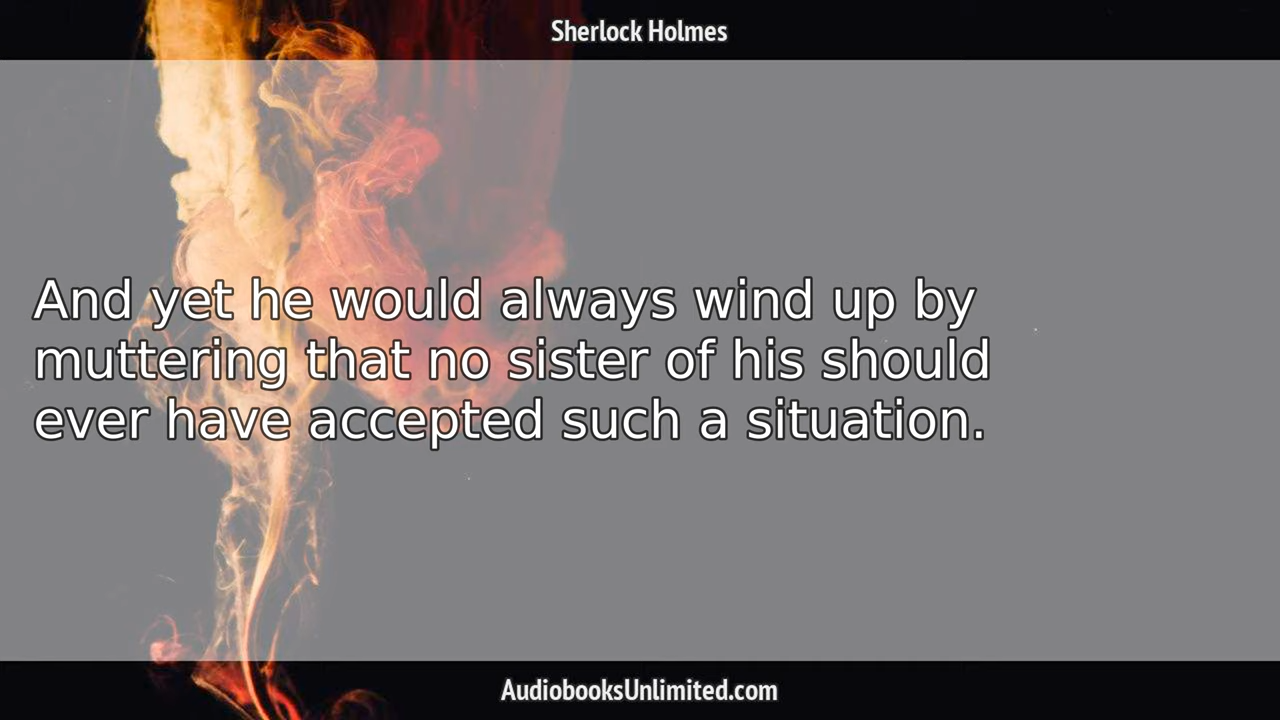 Sherlock Holmes
And yet he would always wind up by
muttering that no sister of his should
ever have accepted such a situation.
AudiobooksUnlimited.com